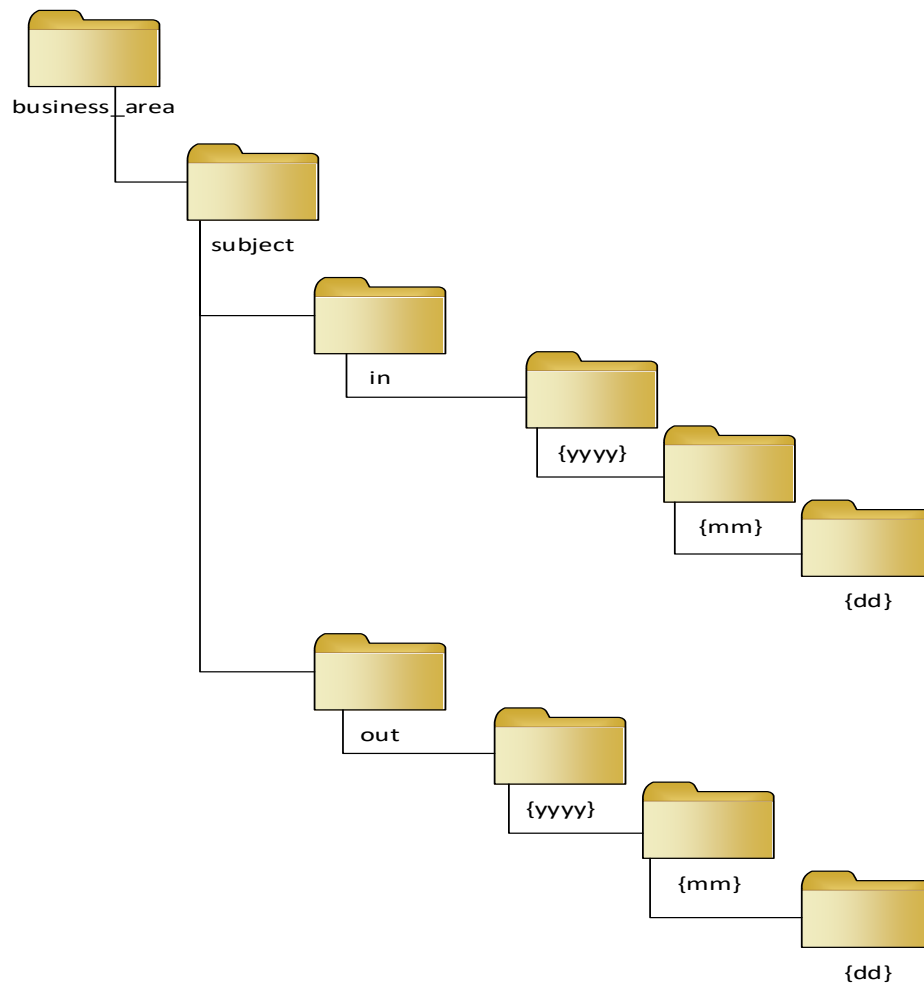 business_area
subject
in
{yyyy}
{mm}
{dd}
out
{yyyy}
{mm}
{dd}